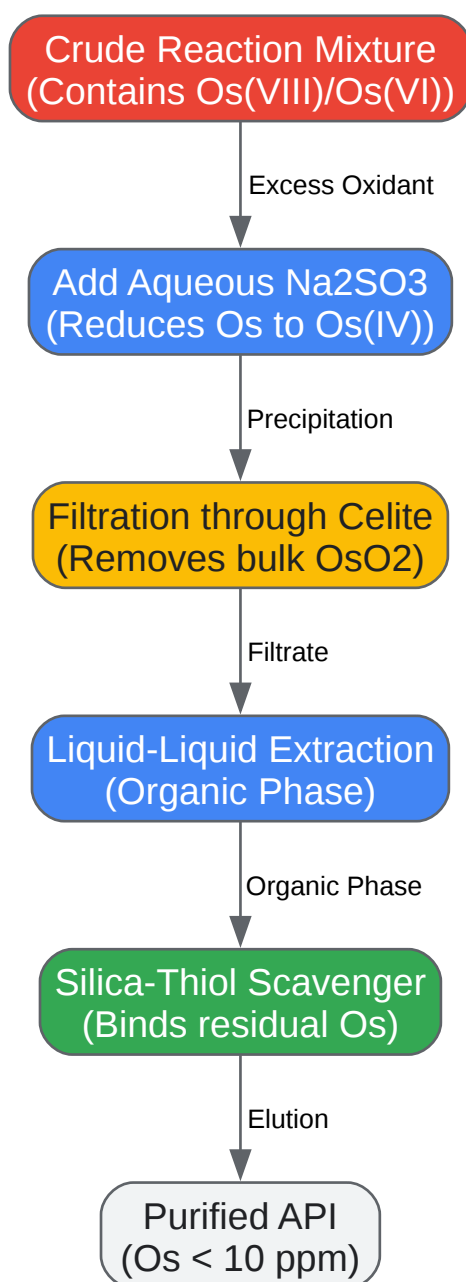 Crude Reaction Mixture
(Contains Os(VIII)/Os(VI))
Excess Oxidant
Add Aqueous Na2SO3
(Reduces Os to Os(IV))
Precipitation
Filtration through Celite
(Removes bulk OsO2)
Filtrate
Liquid-Liquid Extraction
(Organic Phase)
Organic Phase
Silica-Thiol Scavenger
(Binds residual Os)
Elution
Purified API
(Os < 10 ppm)